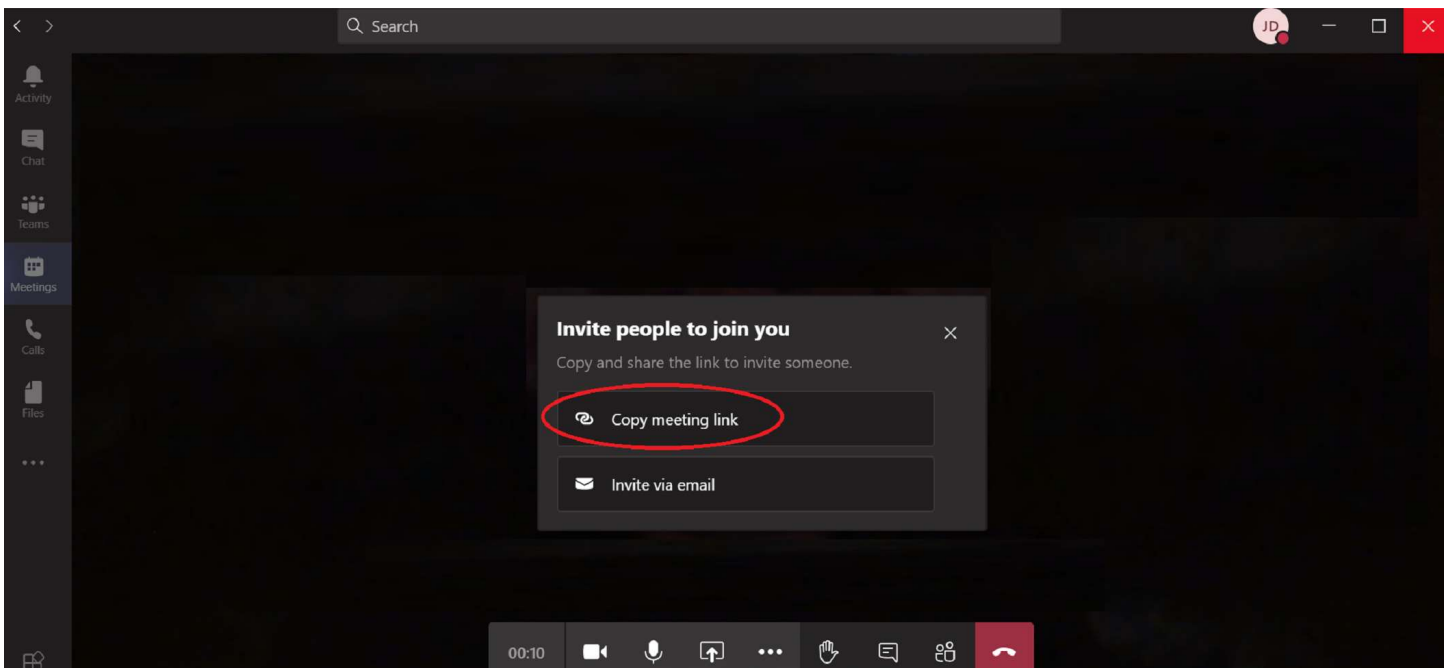 Search
JD
Activity
Chat
Teams
Meetings
Calls
Files
Invite people to join you
Copy and share the link to invite someone.
Copy meeting link
Invite via email
00:10